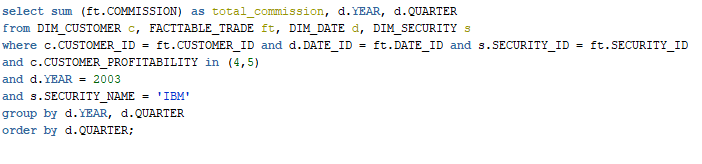 select sum (ft.COMMISSION) as total_commission, d.YEAR, d.QUARTER
from DIM_CUSTOMER c, FACTTABLE_TRADE ft, DIM_DATE d, DIM_SECURITY s
where c.CUSTOMER_ID = ft.CUSTOMER_ID and d.DATE_ID = ft.DATE_ID and s.SECURITY_ID = ft.SECURITY_ID
and c.CUSTOMER_PROFITABILITY in (4,5)
and d.YEAR = 2003
and s.SECURITY_NAME = 'IBM'
group by d.YEAR, d.QUARTER
order by d.QUARTER;